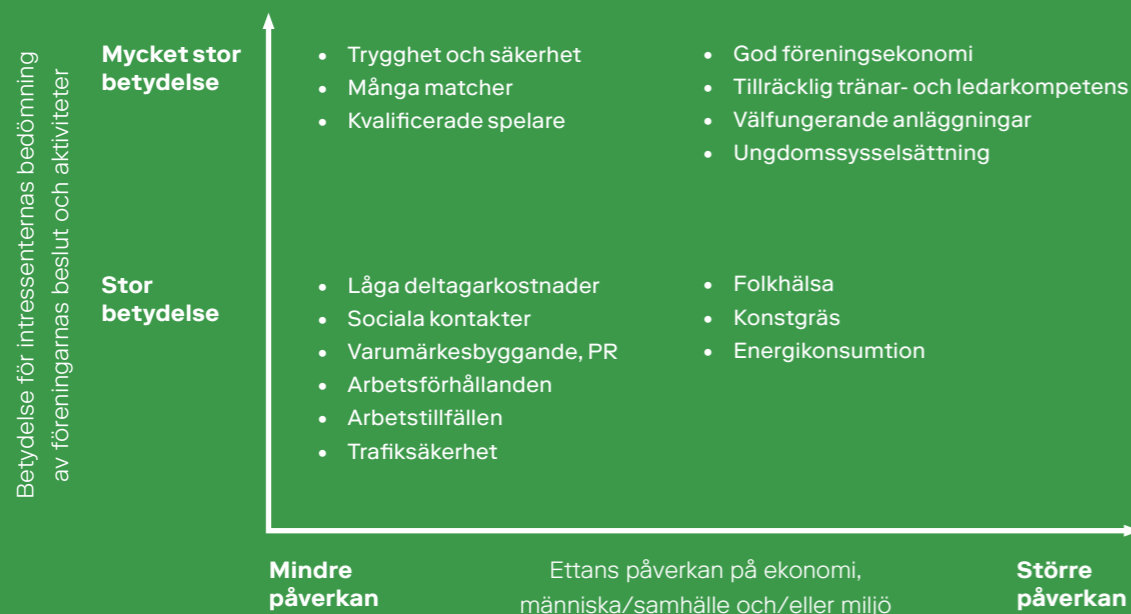 Betydelse för intressenternas bedömning
av föreningarnas beslut och aktiviteter
Mycket stor
betydelse
• Trygghet och säkerhet
• Många matcher
• Kvalificerade spelare
• God föreningsekonomi
• Tillräcklig tränar- och ledarkompetens
• Välfungerande anläggningar
• Ungdomssysselsättning
Stor
betydelse
• Låga deltagarkostnader
• Sociala kontakter
• Varumärkesbyggande, PR
• Arbetsförhållanden
• Arbetstillfällen
• Trafiksäkerhet
• Folkhälsa
• Konstgräs
• Energikonsumtion
Mindre
påverkan
Ettans påverkan på ekonomi,
människa/samhälle och/eller miljö
Större
påverkan